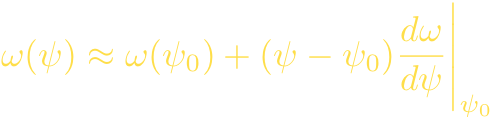 ω(ψ) ≈ ω(ψ₀) + (ψ − ψ₀) dω/dψ |ψ₀